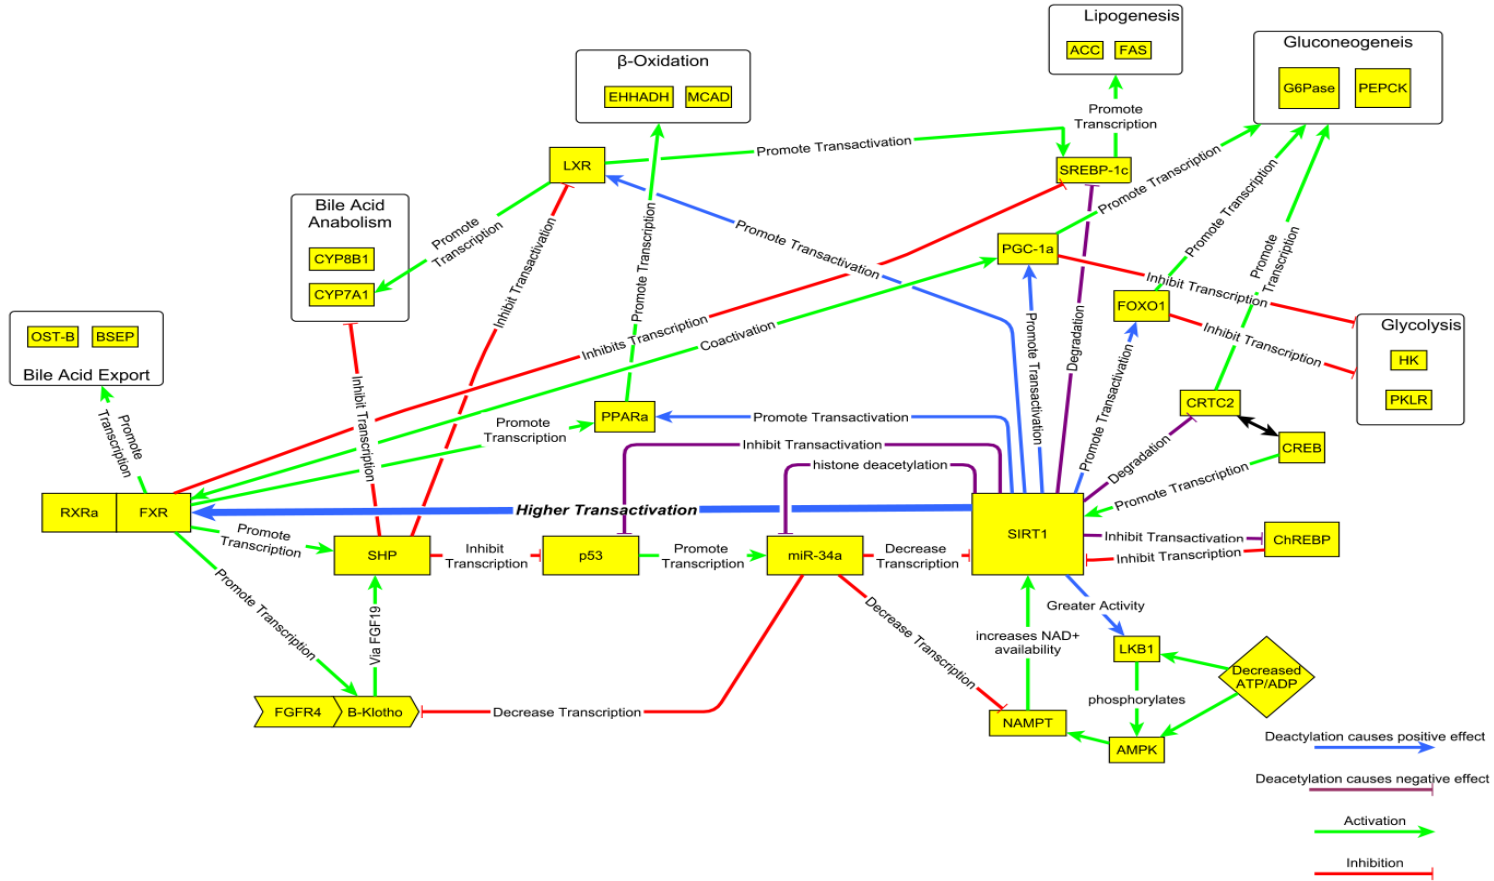 Lipogenesis
ACC
FAS
Gluconeogeneis
G6Pase
PEPCK
β-Oxidation
EHHADH
MCAD
Promote
Transcription
LXR
Promote Transactivation
SREBP-1c
Promote Transcription
Bile Acid
Anabolism
CYP8B1
CYP7A1
Promote
Transcription
Inhibit Transactivation
Promote Transcription
Promote Transactivation
PGC-1a
Promote Transcription
Promote
Transcription
Inhibit Transcription
FOXO1
Inhibit Transcription
Glycolysis
HK
PKLR
OST-B
BSEP
Bile Acid Export
Inhibits Transcription
Coactivation
Degradation
Promote Transactivation
Promote Transactivation
Promote
Transcription
Inhibit Transcription
Promote
Transcription
PPARa
Promote Transactivation
CRTC2
CREB
Inhibit Transactivation
histone deacetylation
Degradation
Promote Transcription
RXRa
FXR
Higher Transactivation
SIRT1
Promote
Transcription
SHP
Inhibit
Transcription
p53
Promote
Transcription
miR-34a
Decrease
Transcription
Inhibit Transactivation
Inhibit Transcription
ChREBP
Promote Transcription
Via FGF19
Decrease Transcription
Greater Activity
increases NAD+
availability
LKB1
Decreased
ATP/ADP
phosphorylates
FGFR4
B-Klotho
Decrease Transcription
NAMPT
AMPK
Deactylation causes positive effect
Deacetylation causes negative effect
Activation
Inhibition